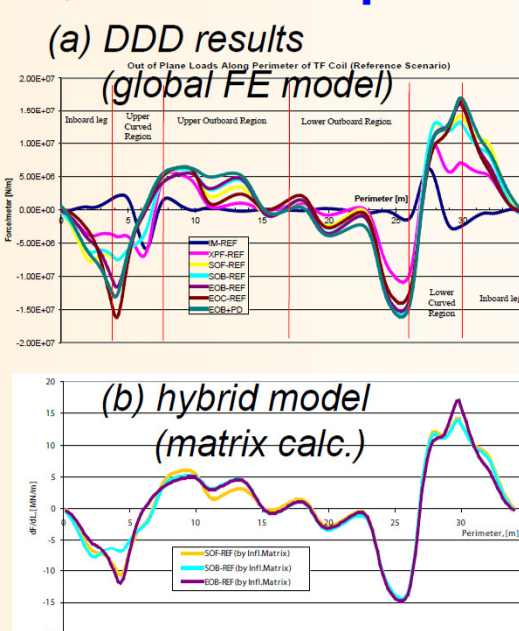 (a) DDD results
Out of Plane Loads Along Perimeter of TF Coil (Reference Scenario)
(global FE model)
2.00E+07
1.50E+07
1.00E+07
5.00E+06
0.00E+00
-5.00E+06
-1.00E+07
-1.50E+07
-2.00E+07
Inboard leg
Upper
Curved
Region
Upper Outboard Region
Lower Outboard Region
Perimeter [m]
5 10 15 20 25 30
IM-REF
XPF-REF
SOF-REF
SOB-REF
EOB-REF
EOC-REF
EOB+PD
Lower
Curved
Region
Inboard leg
(b) hybrid model
(matrix calc.)
dF/dL, [MN/m]
20
15
10
5
0
-5
-10
-15
0 5 10 15 20 25 30
Perimeter, [m]
SOF-REF(by Infl.Matrix)
SOB-REF(by Infl.Matrix)
EOB-REF(by Infl.Matrix)